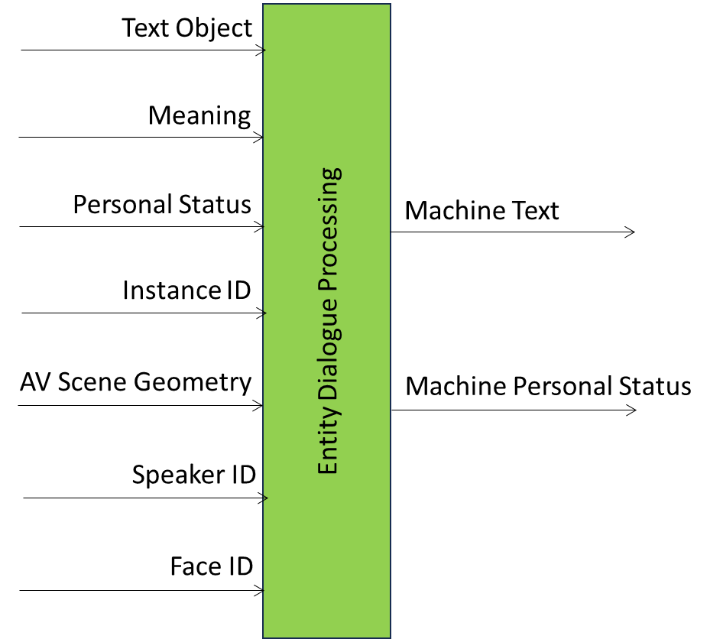 Text Object
Meaning
Personal Status
Instance ID
AV Scene Geometry
Speaker ID
Face ID
Entity Dialogue Processing
Machine Text
Machine Personal Status